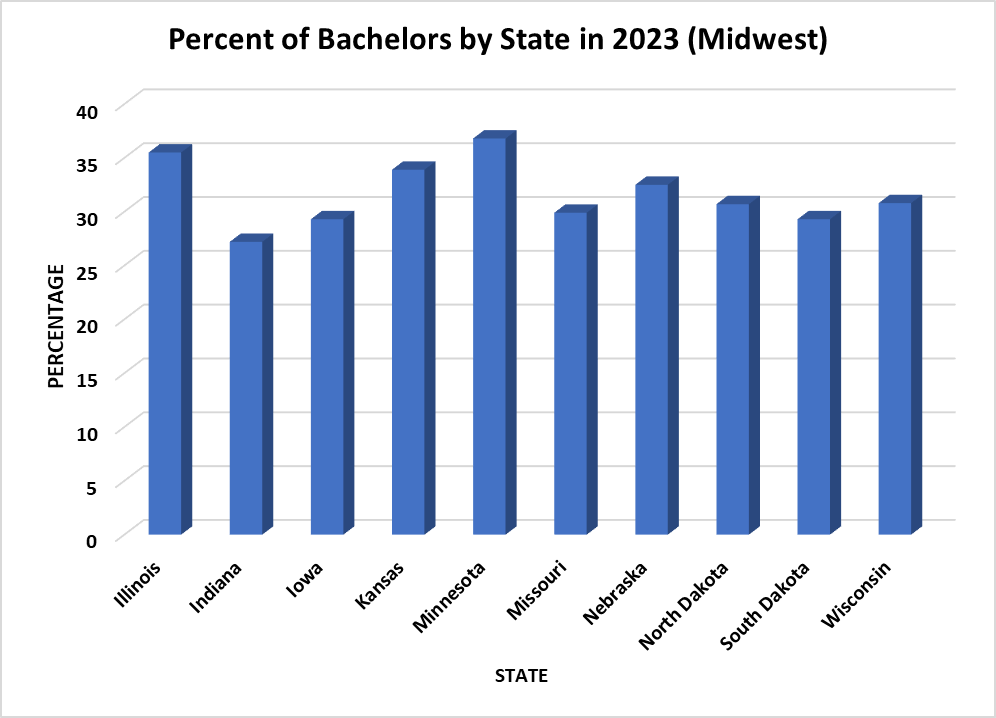 Percent of Bachelors by State in 2023 (Midwest)
40
35
30
25
20
15
10
5
0
PERCENTAGE
Illinois
Indiana
Iowa
Kansas
Minnesota
Missouri
Nebraska
North Dakota
South Dakota
Wisconsin
STATE